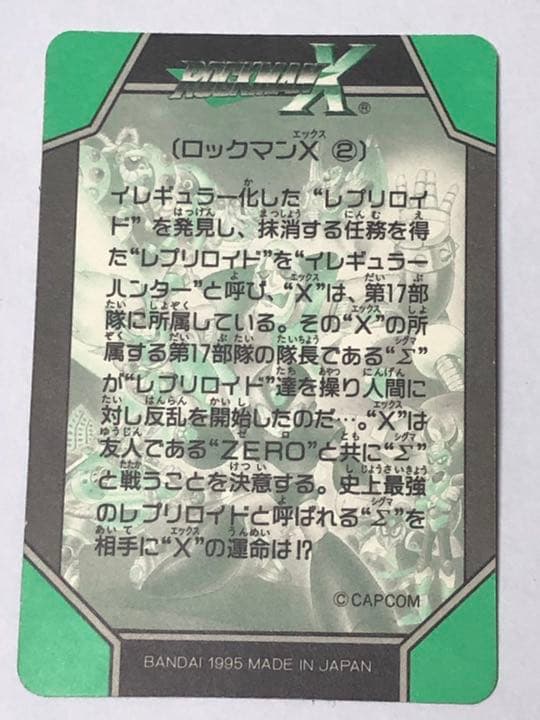 ROCKMAN X ®
(ロックマンX ②)
イレギュラー化した“レプリロイ
ド”を発見し、抹消する任務を得
た“レプリロイド”を“イレギュラー
ハンター”と呼び、“X”は、第17部
隊に所属している。その“X”の所
属する第17部隊の隊長である“Σ”
が“レプリロイド”達を操り人間に
対し反乱を開始したのだ…。“X”は
友人である“ZERO”と共に“Σ”
と戦うことを決意する。史上最強
のレプリロイドと呼ばれる“Σ”を
相手に“X”の運命は!?
©CAPCOM
BANDAI 1995 MADE IN JAPAN